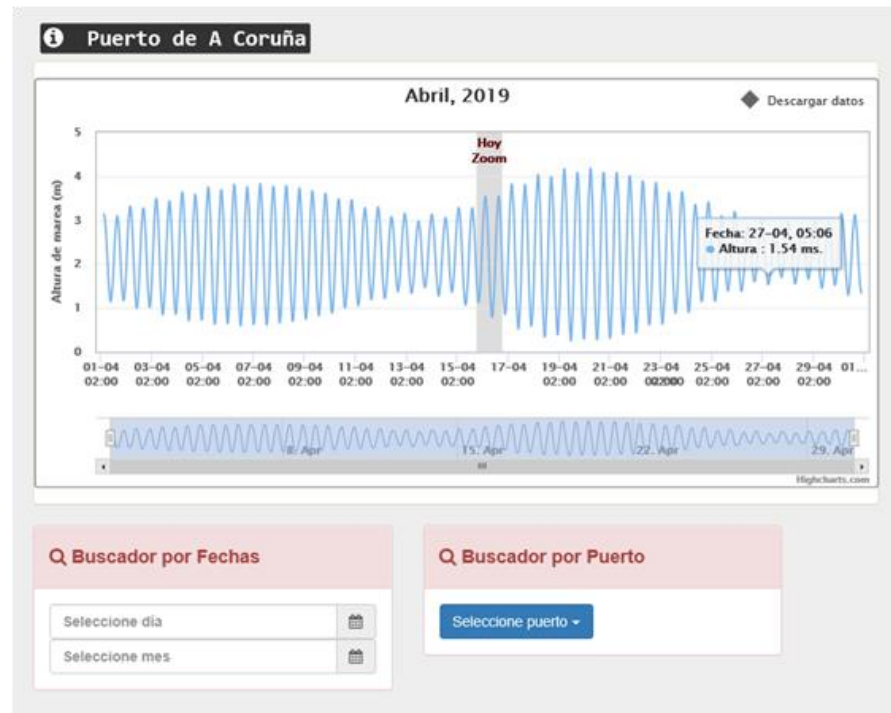 Puerto de A Coruña
Abril, 2019
Descargar datos
Altura de marea (m)
5
4
3
2
1
0
Hoy
Zoom
Fecha: 27-04, 05:06
Altura : 1.54 ms.
01-04 03-04 05-04 07-04 09-04 11-04 13-04 15-04 17-04 19-04 21-04 23-04 25-04 27-04 29-04 01...
02:00 02:00 02:00 02:00 02:00 02:00 02:00 02:00 02:00 02:00 02:00 02:00 02:00
8. Apr 15. Apr 22. Apr 29. Apr
Highcharts.com
Buscador por Fechas
Seleccione día
Seleccione mes
Buscador por Puerto
Seleccione puerto